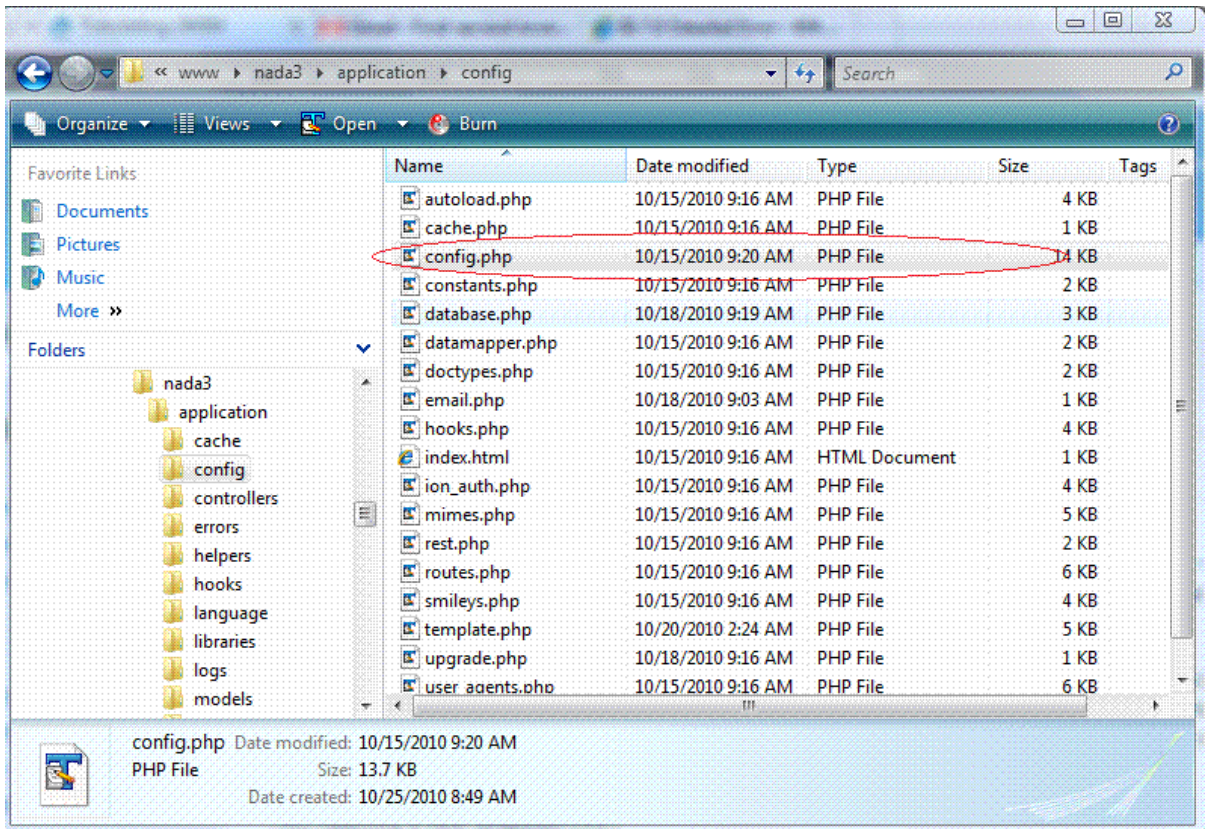 « www ▸ nada3 ▸ application ▸ config Search
Organize Views Open Burn
Favorite Links
Documents
Pictures
Music
More »
Folders
nada3
application
cache
config
controllers
errors
helpers
hooks
language
libraries
logs
models
Name Date modified Type Size Tags
autoload.php 10/15/2010 9:16 AM PHP File 4 KB
cache.php 10/15/2010 9:16 AM PHP File 1 KB
config.php 10/15/2010 9:20 AM PHP File 14 KB
constants.php 10/15/2010 9:16 AM PHP File 2 KB
database.php 10/18/2010 9:19 AM PHP File 3 KB
datamapper.php 10/15/2010 9:16 AM PHP File 2 KB
doctypes.php 10/15/2010 9:16 AM PHP File 2 KB
email.php 10/18/2010 9:03 AM PHP File 1 KB
hooks.php 10/15/2010 9:16 AM PHP File 4 KB
index.html 10/15/2010 9:16 AM HTML Document 1 KB
ion_auth.php 10/15/2010 9:16 AM PHP File 4 KB
mimes.php 10/15/2010 9:16 AM PHP File 5 KB
rest.php 10/15/2010 9:16 AM PHP File 2 KB
routes.php 10/15/2010 9:16 AM PHP File 6 KB
smileys.php 10/15/2010 9:16 AM PHP File 4 KB
template.php 10/20/2010 2:24 AM PHP File 5 KB
upgrade.php 10/18/2010 9:16 AM PHP File 1 KB
user_agents.php 10/15/2010 9:16 AM PHP File 6 KB
config.php Date modified: 10/15/2010 9:20 AM
PHP File Size: 13.7 KB
Date created: 10/25/2010 8:49 AM